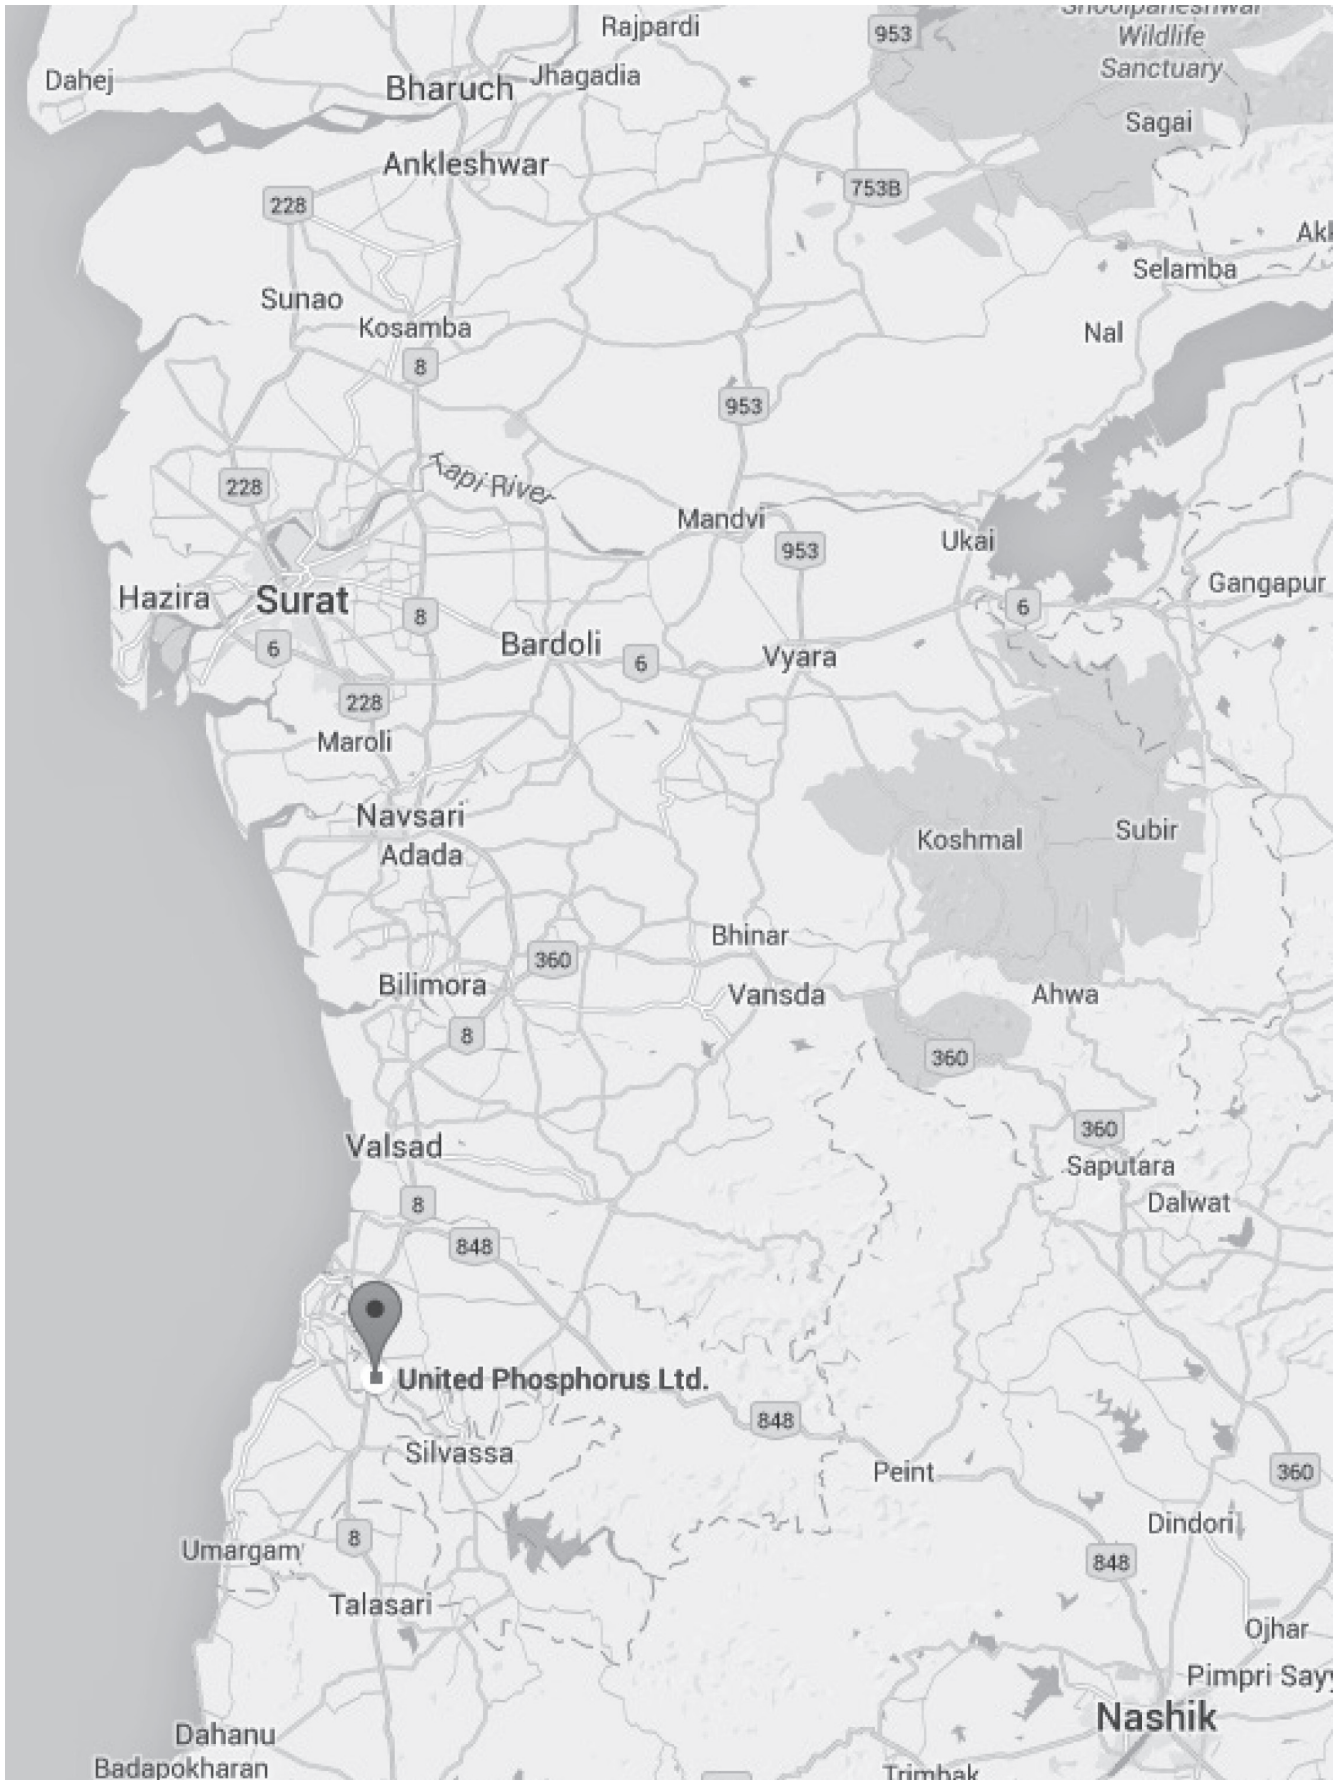 Rajpardi
953
Shoolpaneshwar
Wildlife
Sanctuary
Dahej
Bharuch
Jhagadia
Sagai
Ankleshwar
753B
228
Selamba
Sunao
Kosamba
Nal
8
953
Tapi River
228
Mandvi
Ukai
953
Gangapur
Hazira
Surat
6
8
Bardoli
6
6
Vyara
228
Maroli
Navsari
Adada
Koshmal
Subir
Bhinar
360
Bilimora
Vansda
Ahwa
8
360
Valsad
360
Saputara
8
Dalwat
848
United Phosphorus Ltd.
848
Silvassa
Peint
360
8
Dindori
Umargam
848
Talasari
Ojhar
Pimpri Sayy
Nashik
Dahanu
Badapokharan
Trimbak